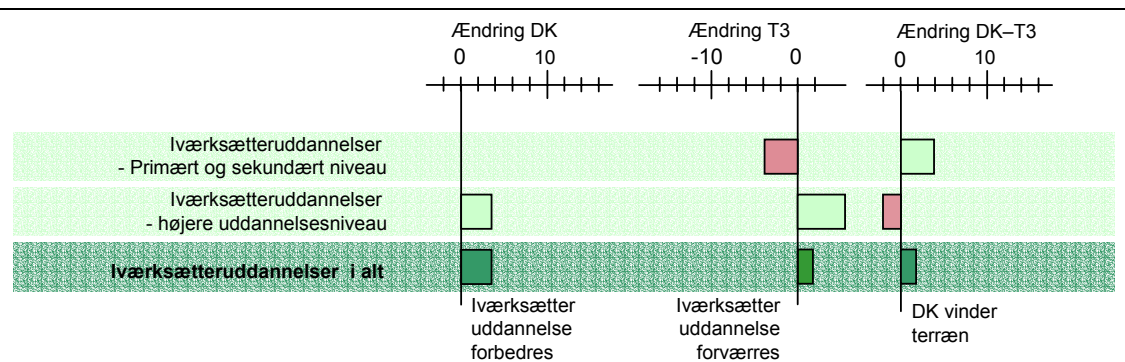 Ændring DK
Ændring T3
Ændring DK–T3
0 10
-10 0
0 10
Iværksætteruddannelser
- Primært og sekundært niveau
Iværksætteruddannelser
- højere uddannelsesniveau
Iværksætteruddannelser i alt
Iværksætter
uddannelse
forbedres
Iværksætter
uddannelse
forværres
DK vinder
terræn